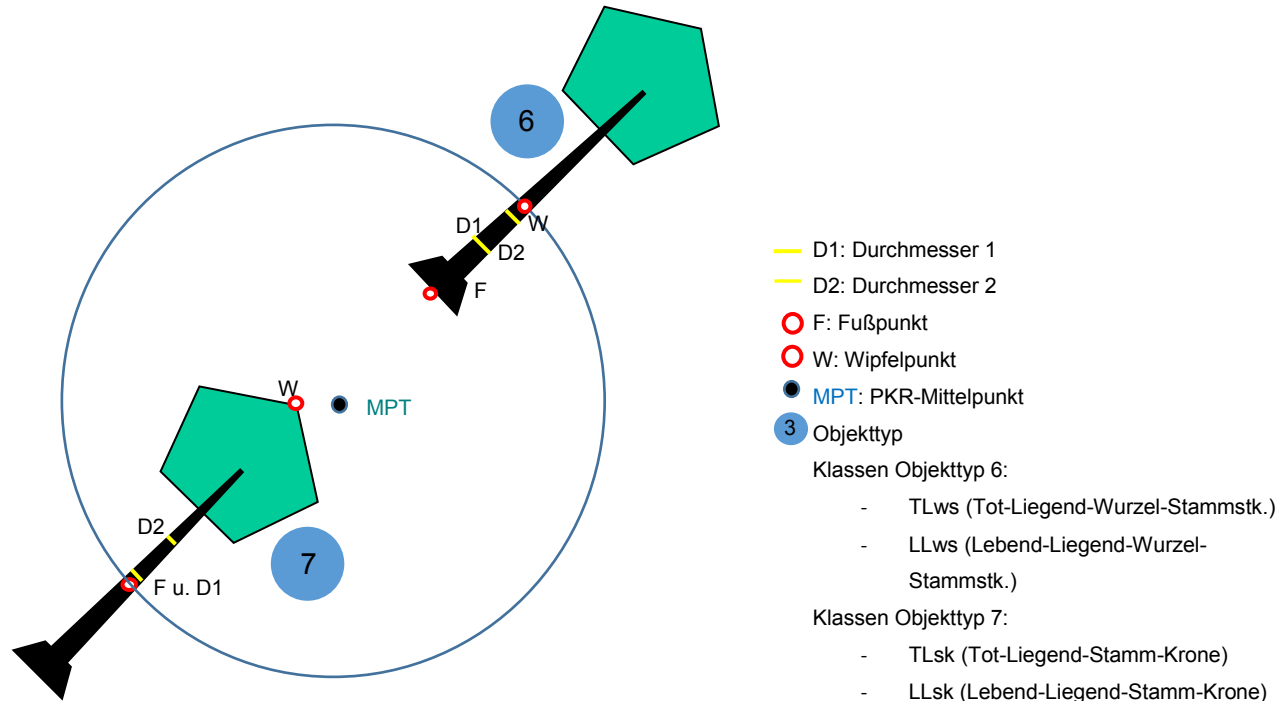 6
D1
W
D2
F
W
MPT
D2
7
F u. D1
D1: Durchmesser 1
D2: Durchmesser 2
F: Fußpunkt
W: Wipfelpunkt
MPT: PKR-Mittelpunkt
3 Objekttyp
Klassen Objekttyp 6:
- TLws (Tot-Liegend-Wurzel-Stammstk.)
- LLws (Lebend-Liegend-Wurzel-
Stammstk.)
Klassen Objekttyp 7:
- TLsk (Tot-Liegend-Stamm-Krone)
- LLsk (Lebend-Liegend-Stamm-Krone)